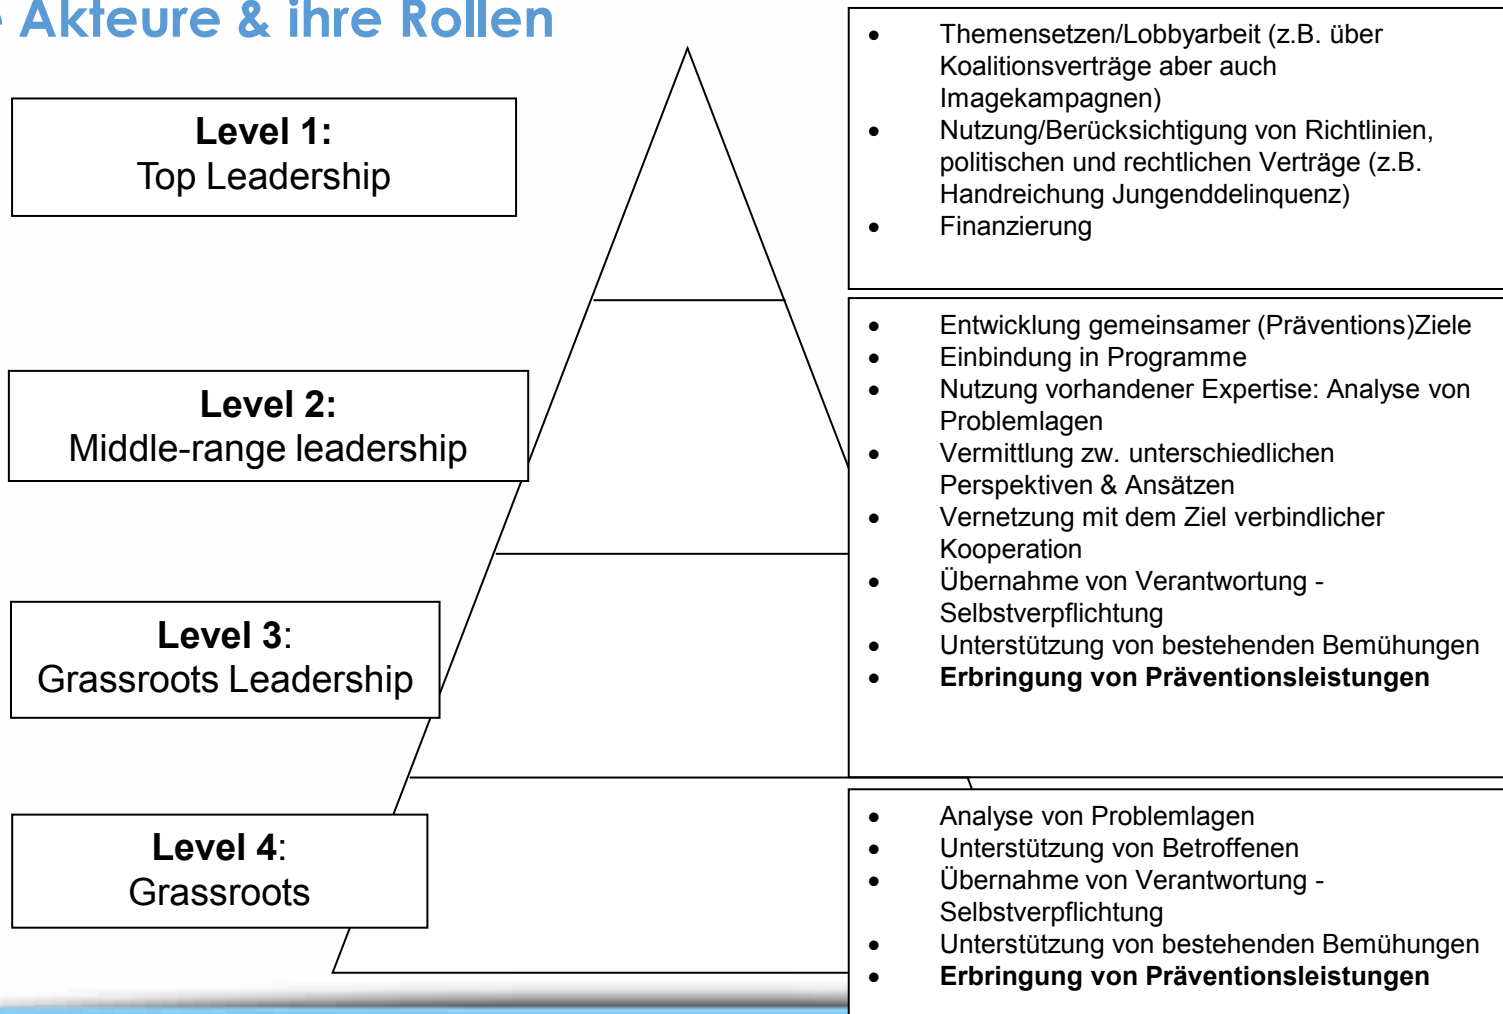 e Akteure & ihre Rollen
Level 1:
Top Leadership
• Themensetzen/Lobbyarbeit (z.B. über
Koalitionsverträge aber auch
Imagekampagnen)
• Nutzung/Berücksichtigung von Richtlinien,
politischen und rechtlichen Verträge (z.B.
Handreichung Jungenddelinquenz)
• Finanzierung
Level 2:
Middle-range leadership
• Entwicklung gemeinsamer (Präventions)Ziele
• Einbindung in Programme
• Nutzung vorhandener Expertise: Analyse von
Problemlagen
• Vermittlung zw. unterschiedlichen
Perspektiven & Ansätzen
• Vernetzung mit dem Ziel verbindlicher
Kooperation
• Übernahme von Verantwortung -
Selbstverpflichtung
• Unterstützung von bestehenden Bemühungen
• Erbringung von Präventionsleistungen
Level 3:
Grassroots Leadership
Level 4:
Grassroots
• Analyse von Problemlagen
• Unterstützung von Betroffenen
• Übernahme von Verantwortung -
Selbstverpflichtung
• Unterstützung von bestehenden Bemühungen
• Erbringung von Präventionsleistungen